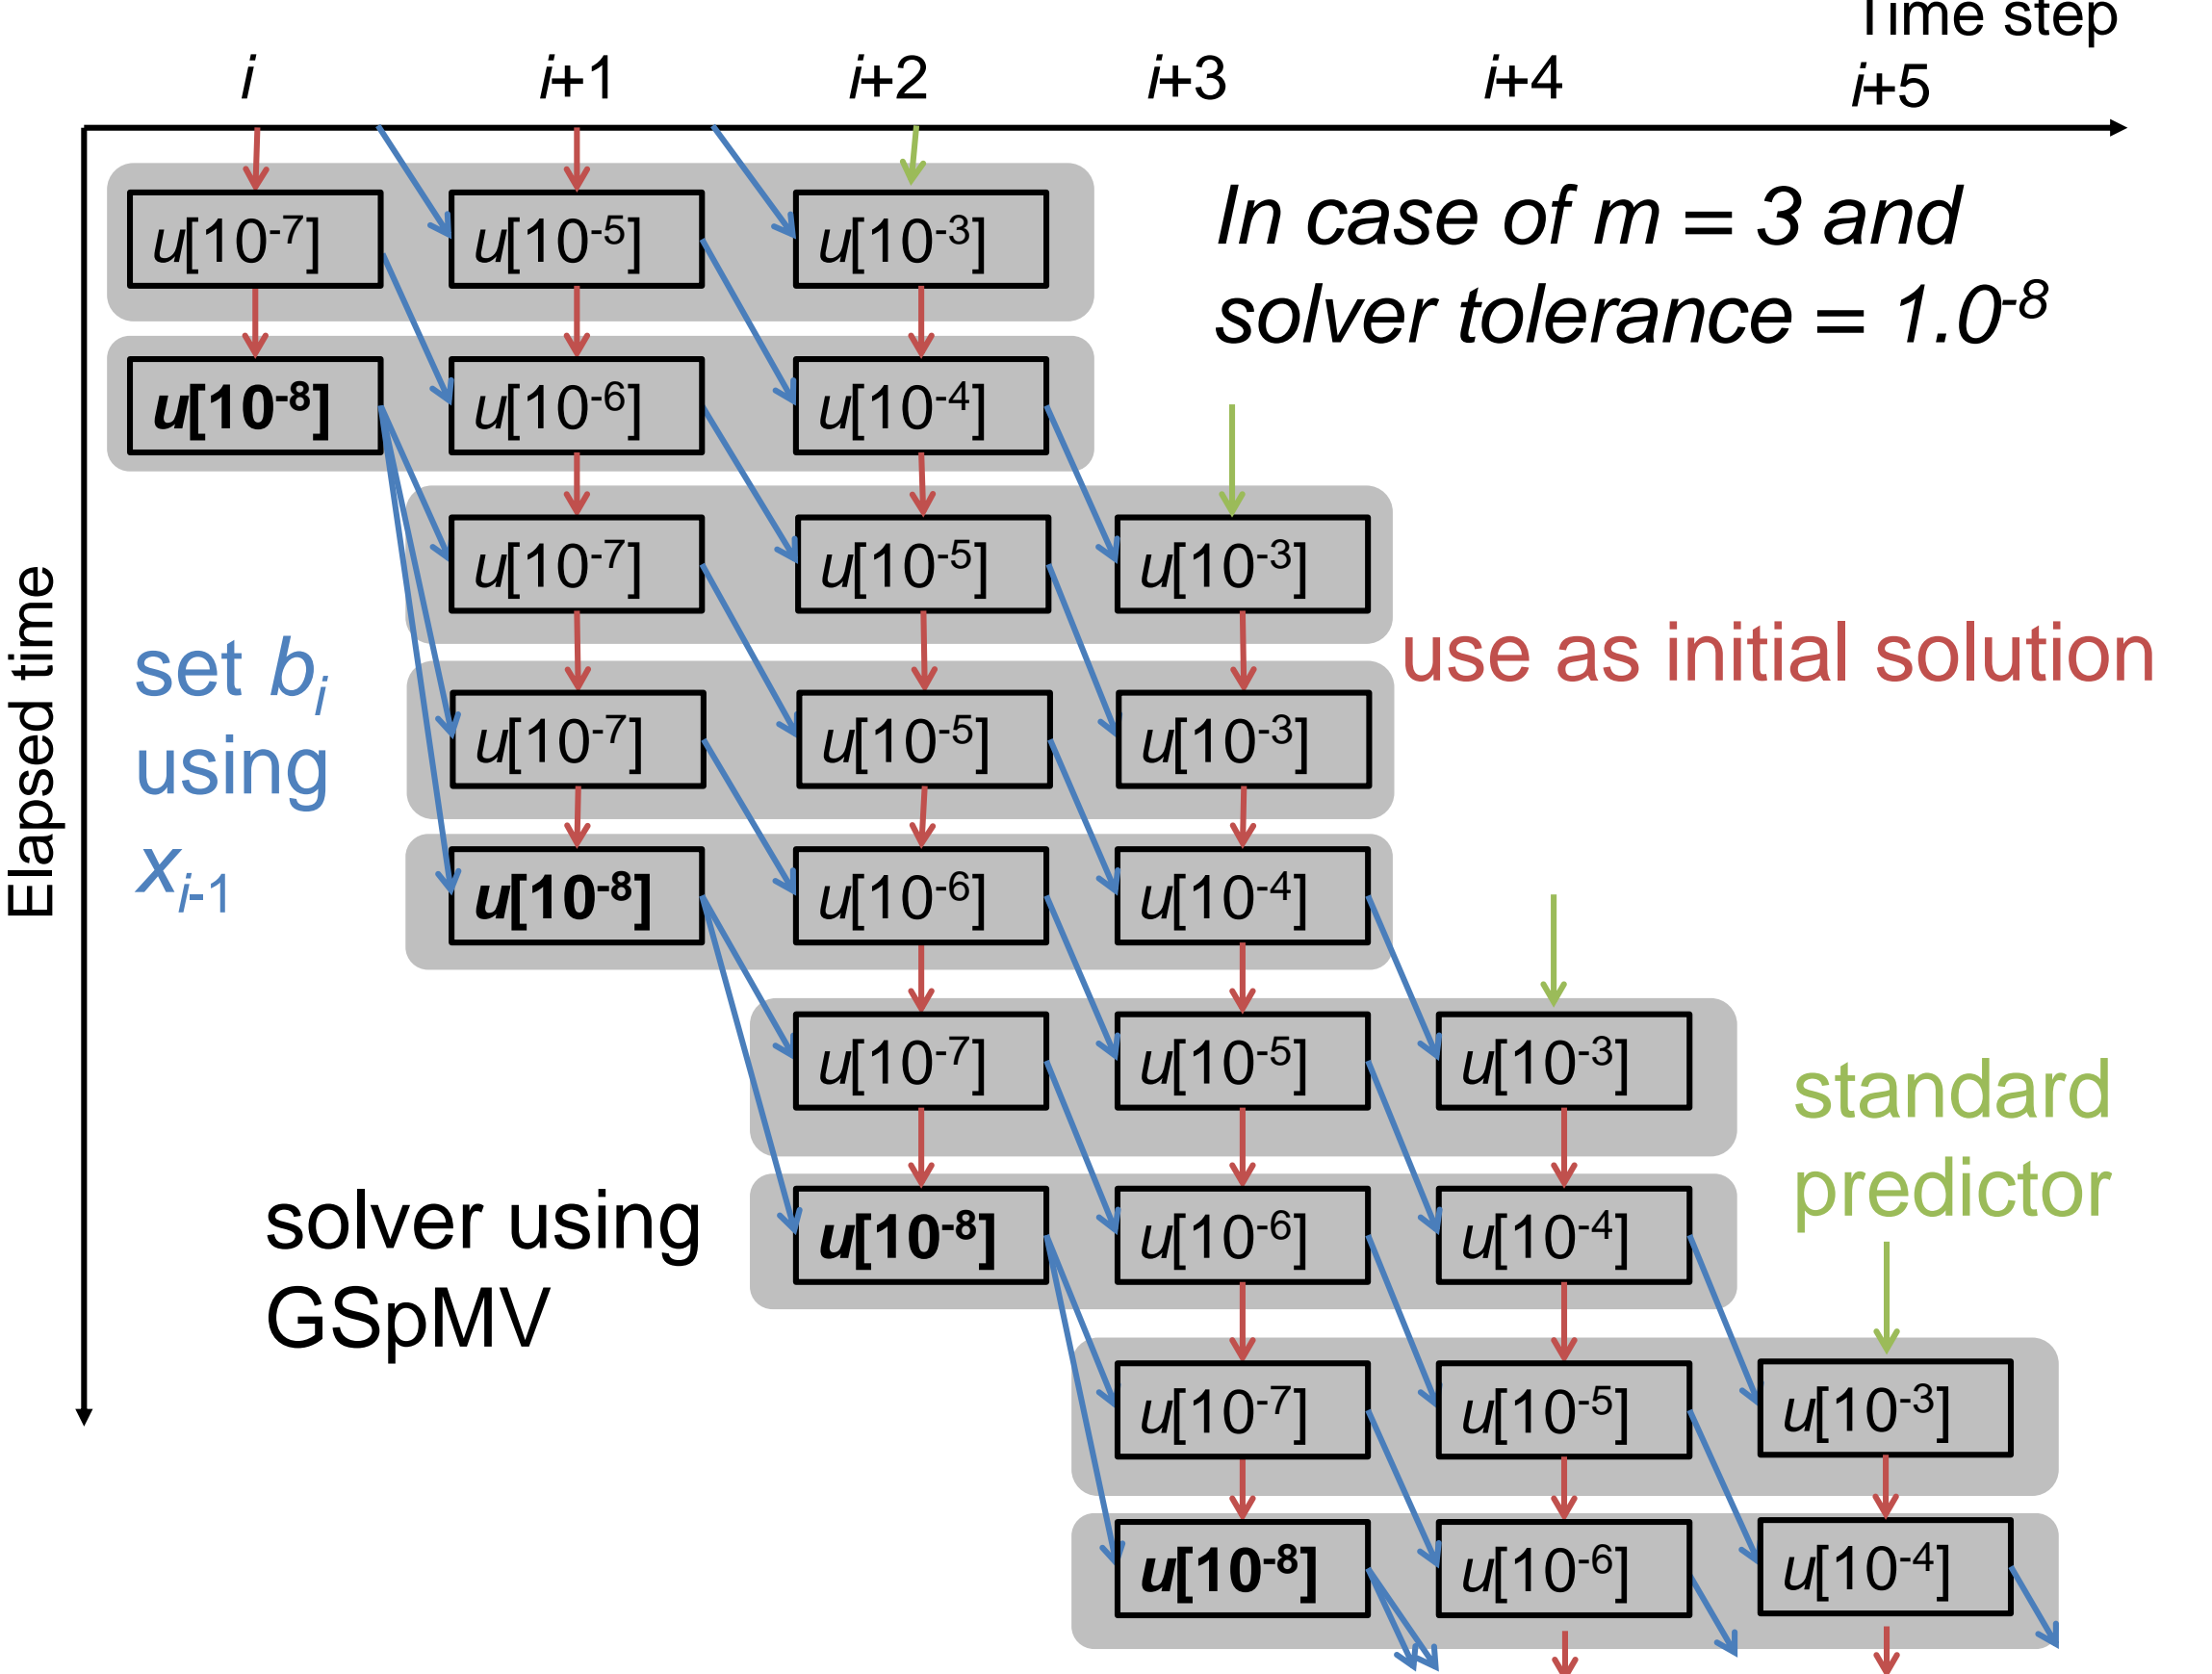 Time step
i i+1 i+2 i+3 i+4 i+5
u[10-7] u[10-5] u[10-3]
In case of m = 3 and
solver tolerance = 1.0-8
u[10-8] u[10-6] u[10-4]
u[10-7] u[10-5] u[10-3]
Elapsed time
set bi
using
xi-1
use as initial solution
u[10-7] u[10-5] u[10-3]
u[10-8] u[10-6] u[10-4]
u[10-7] u[10-5] u[10-3]
standard
predictor
solver using
GSpMV
u[10-8] u[10-6] u[10-4]
u[10-7] u[10-5] u[10-3]
u[10-8] u[10-6] u[10-4]